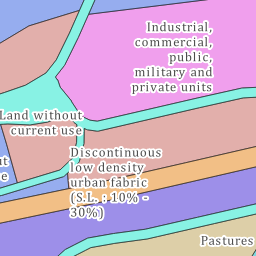 Industrial,
commercial,
public,
military and
private units
Land without
current use
Discontinuous
low density
urban fabric
(S.L. : 10% -
30%)
Pastures